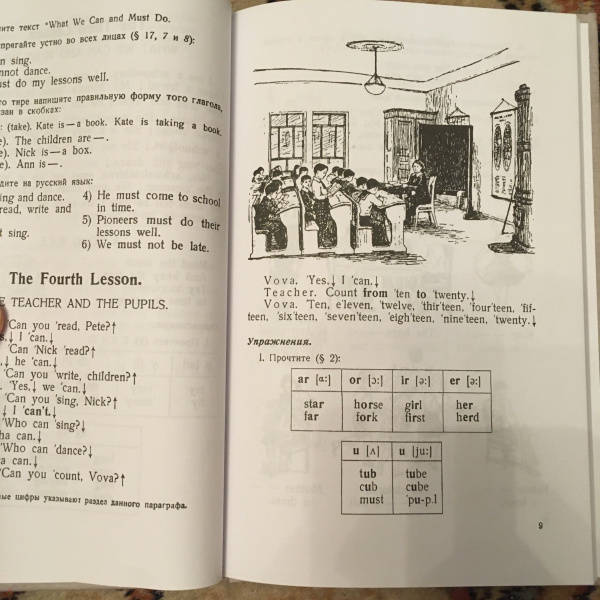 ите текст "What We Can and Must Do.
прягайте устно во всех лицах (§ 17, 7 и 8):
n sing.
nnot dance.
ust do my lessons well.
то тире напишите правильную форму того глагола,
азан в скобках:
: (take). Kate is — a book. Kate is taking a book.
e). The children are —.
e). Nick is — a box.
e). Ann is —.
дите на русский язык:
ing and dance.
read, write and
t sing.
4) He must come to school
in time.
5) Pioneers must do their
lessons well.
6) We must not be late.
The Fourth Lesson.
E TEACHER AND THE PUPILS.
'Can you 'read, Pete?↑
s,↓ I 'can.↓
'Can 'Nick 'read?↑
,↓ he 'can.↓
'Can you 'write, children?↑
. 'Yes,↓ we 'can.↓
'Can you 'sing, Nick?↑
↓ I 'can't.↓
'Who can 'sing?↓
ha can.↓
'Who can 'dance?↓
a can.↓
'Can you 'count, Vova?↑
ые цифры указывают раздел данного параграфа.
Vova. 'Yes,↓ I 'can.↓
Teacher. Count from 'ten to 'twenty.↓
Vova. 'Ten, e'leven, 'twelve, 'thir'teen, 'four'teen, 'fif-
teen, 'six'teen, 'seven'teen, 'eigh'teen, 'nine'teen, 'twenty.↓
Упражнения.
1. Прочтите (§ 2):
ar [ɑ:] or [ɔ:] ir [ə:] er [ə:]
star horse girl her
far fork first herd
u [ʌ] u [ju:]
tub tube
cub cube
must 'pu-p.l
9